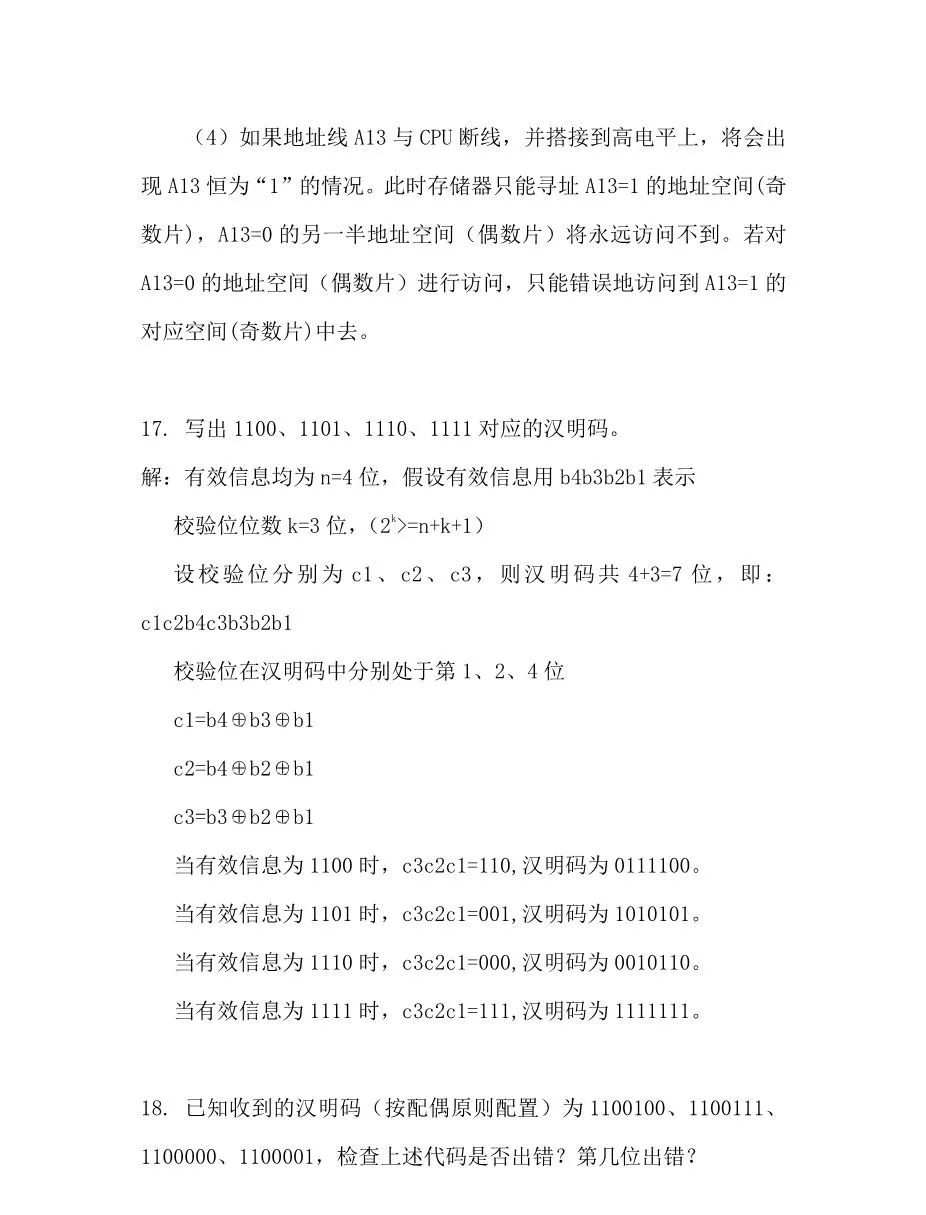 （4）如果地址线 A13 与 CPU 断线，并搭接到高电平上，将会出
现 A13 恒为“1”的情况。此时存储器只能寻址 A13=1 的地址空间(奇
数片)，A13=0 的另一半地址空间（偶数片）将永远访问不到。若对
A13=0 的地址空间（偶数片）进行访问，只能错误地访问到 A13=1 的
对应空间(奇数片)中去。
17. 写出 1100、1101、1110、1111 对应的汉明码。
解：有效信息均为 n=4 位，假设有效信息用 b4b3b2b1 表示
校验位位数 k=3 位，（2ᵏ>=n+k+1）
设校验位分别为 c1、c2、c3，则汉明码共 4+3=7 位，即：
c1c2b4c3b3b2b1
校验位在汉明码中分别处于第 1、2、4 位
c1=b4⊕b3⊕b1
c2=b4⊕b2⊕b1
c3=b3⊕b2⊕b1
当有效信息为 1100 时，c3c2c1=110,汉明码为 0111100。
当有效信息为 1101 时，c3c2c1=001,汉明码为 1010101。
当有效信息为 1110 时，c3c2c1=000,汉明码为 0010110。
当有效信息为 1111 时，c3c2c1=111,汉明码为 1111111。
18. 已知收到的汉明码（按配偶原则配置）为 1100100、1100111、
1100000、1100001，检查上述代码是否出错？第几位出错？